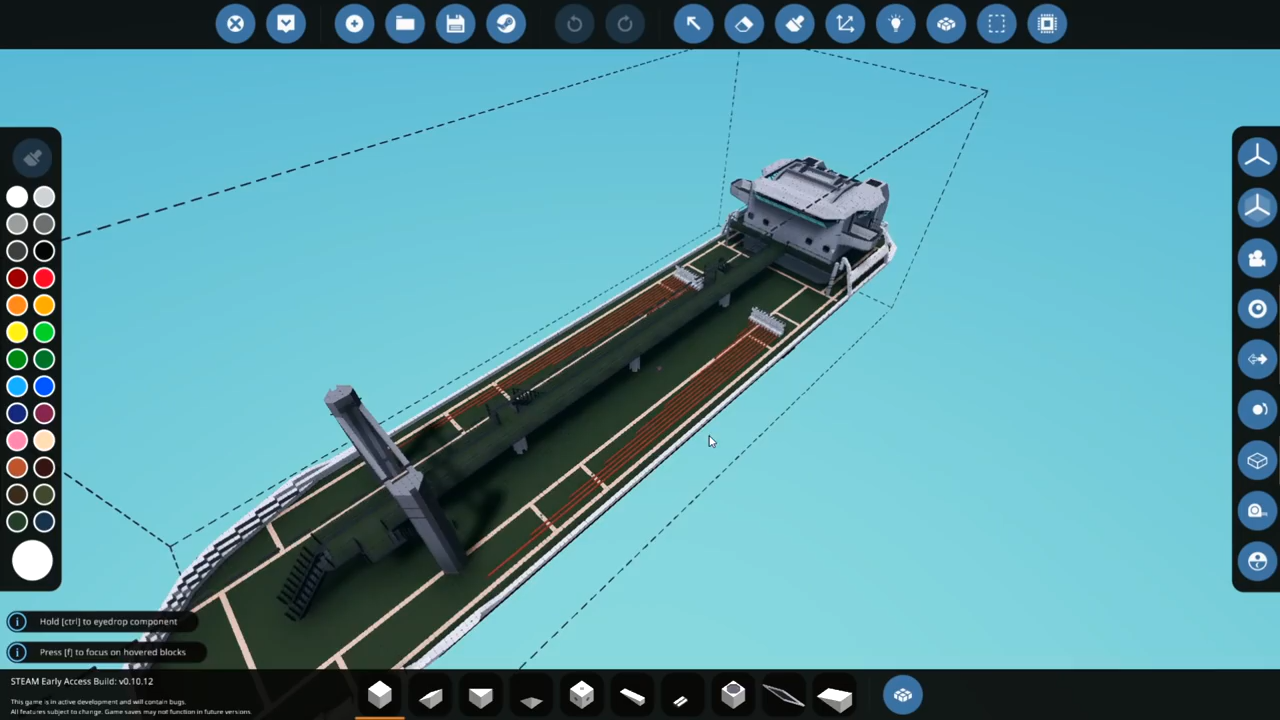 Hold [ctrl] to eyedrop component
Press [f] to focus on hovered blocks
STEAM Early Access Build: v0.10.12
This game is in active development and will contain bugs.
All features subject to change. Game saves may not function in future versions.